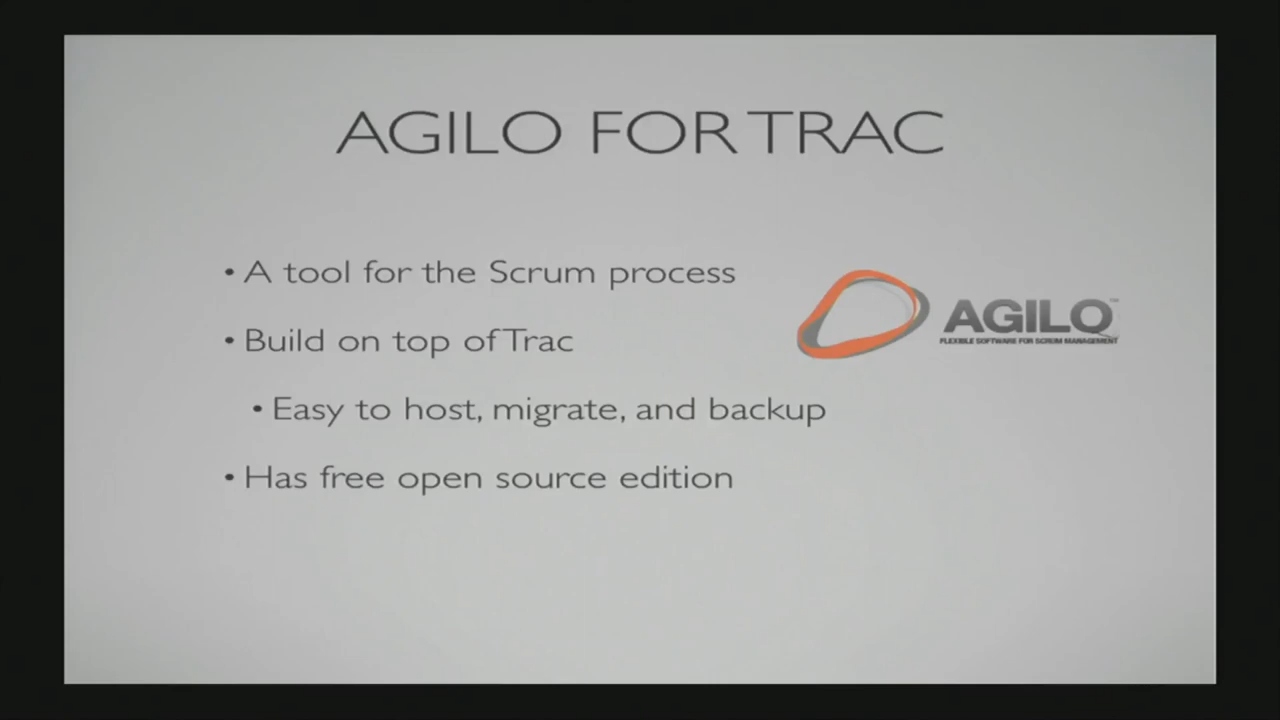 AGILO FOR TRAC
• A tool for the Scrum process
• Build on top of Trac
• Easy to host, migrate, and backup
• Has free open source edition
AGILO™
FLEXIBLE SOFTWARE FOR SCRUM MANAGEMENT